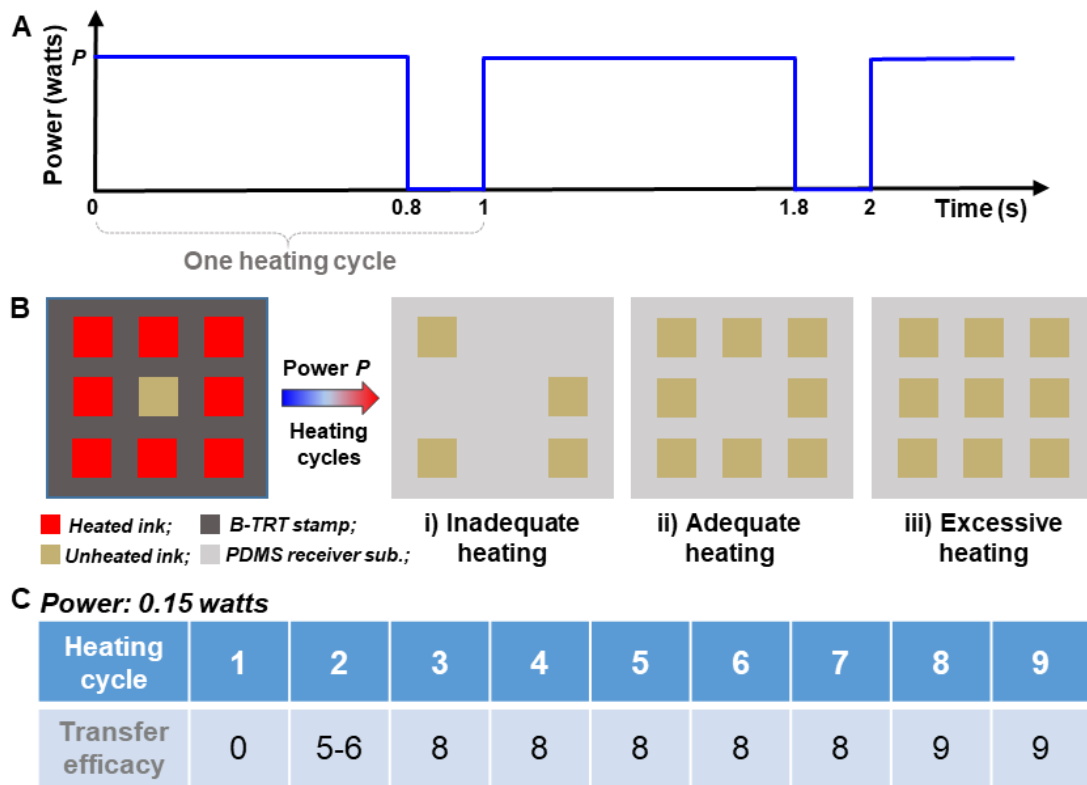 A
Power (watts)
P
0
0.8
1
1.8
2
Time (s)
One heating cycle
B
Power P
Heating
cycles
Heated ink;
B-TRT stamp;
Unheated ink;
PDMS receiver sub.;
i) Inadequate
heating
ii) Adequate
heating
iii) Excessive
heating
C
Power: 0.15 watts
Heating
cycle
1
2
3
4
5
6
7
8
9
Transfer
efficacy
0
5-6
8
8
8
8
8
9
9